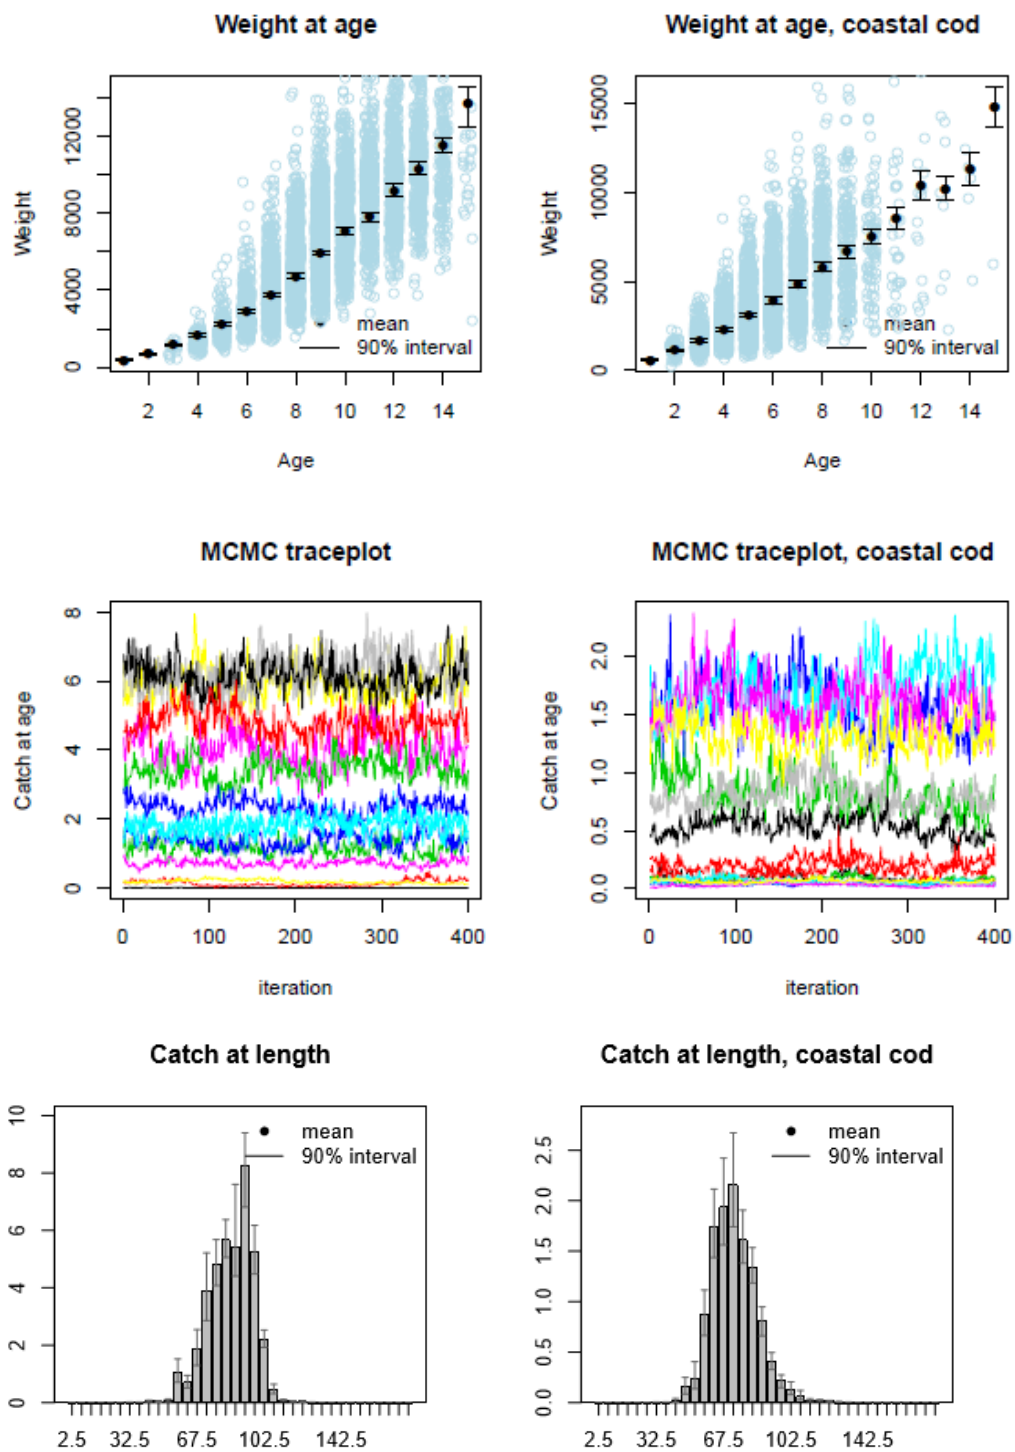 Weight at age
Weight
12000
8000
4000
0
mean
90% interval
2 4 6 8 10 12 14
Age
Weight at age, coastal cod
Weight
15000
10000
5000
0
mean
90% interval
2 4 6 8 10 12 14
Age
MCMC traceplot
Catch at age
8
6
4
2
0
0 100 200 300 400
iteration
MCMC traceplot, coastal cod
Catch at age
2.0
1.5
1.0
0.5
0.0
0 100 200 300 400
iteration
Catch at length
10
8
6
4
2
0
mean
90% interval
2.5 32.5 67.5 102.5 142.5
Catch at length, coastal cod
2.5
2.0
1.5
1.0
0.5
0.0
mean
90% interval
2.5 32.5 67.5 102.5 142.5